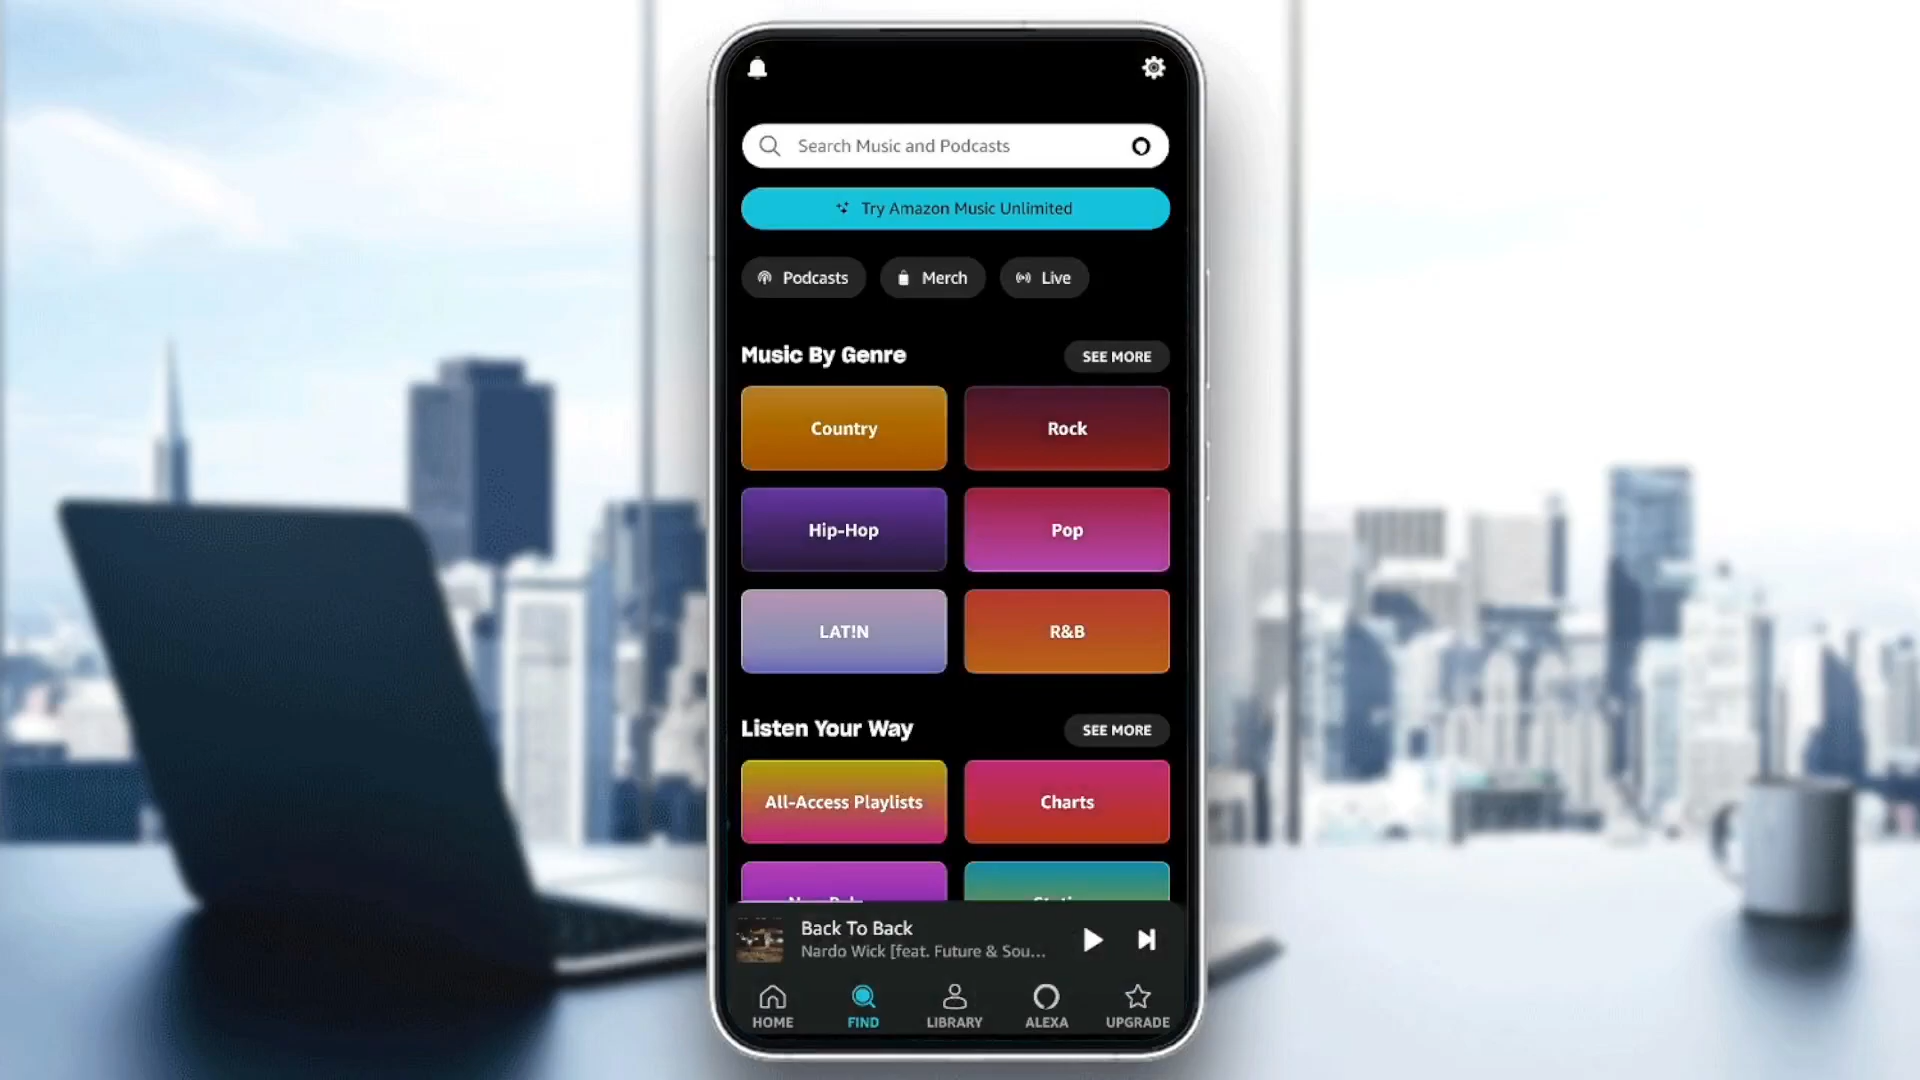 Search Music and Podcasts
Try Amazon Music Unlimited
Podcasts Merch Live
Music By Genre SEE MORE
Country Rock
Hip-Hop Pop
LAT!N R&B
Listen Your Way SEE MORE
All-Access Playlists Charts
Back To Back
Nardo Wick [feat. Future & Sou...
HOME FIND LIBRARY ALEXA UPGRADE